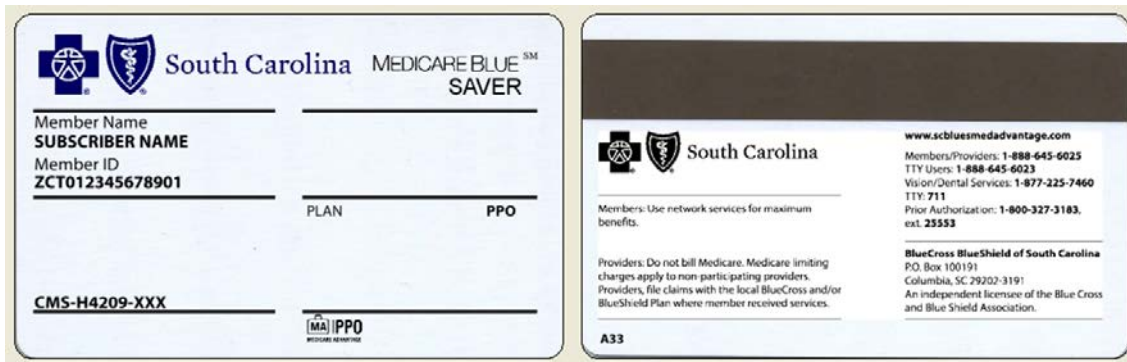 South Carolina MEDICARE BLUE SM
SAVER
Member Name
SUBSCRIBER NAME
Member ID
ZCT012345678901
PLAN PPO
CMS-H4209-XXX
MA PPO
MEDICARE ADVANTAGE
South Carolina
Members: Use network services for maximum
benefits.
Providers: Do not bill Medicare. Medicare limiting
charges apply to non-participating providers.
Providers, file claims with the local BlueCross and/or
BlueShield Plan where member received services.
A33
www.scbluesmedadvantage.com
Members/Providers: 1-888-645-6025
TTY Users: 1-888-645-6023
Vision/Dental Services: 1-877-225-7460
TTY: 711
Prior Authorization: 1-800-327-3183,
ext. 25553
BlueCross BlueShield of South Carolina
P.O. Box 100191
Columbia, SC 29202-3191
An independent licensee of the Blue Cross
and Blue Shield Association.